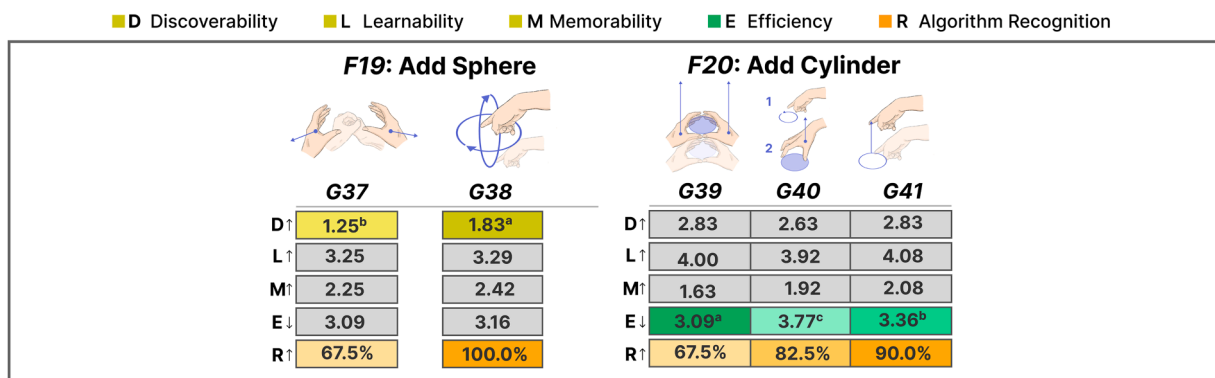 D Discoverability L Learnability M Memorability E Efficiency R Algorithm Recognition
F19: Add Sphere F20: Add Cylinder
1
2
G37 G38 G39 G40 G41
D↑ 1.25ᵇ 1.83ᵃ D↑ 2.83 2.63 2.83
L↑ 3.25 3.29 L↑ 4.00 3.92 4.08
M↑ 2.25 2.42 M↑ 1.63 1.92 2.08
E↓ 3.09 3.16 E↓ 3.09ᵃ 3.77ᶜ 3.36ᵇ
R↑ 67.5% 100.0% R↑ 67.5% 82.5% 90.0%